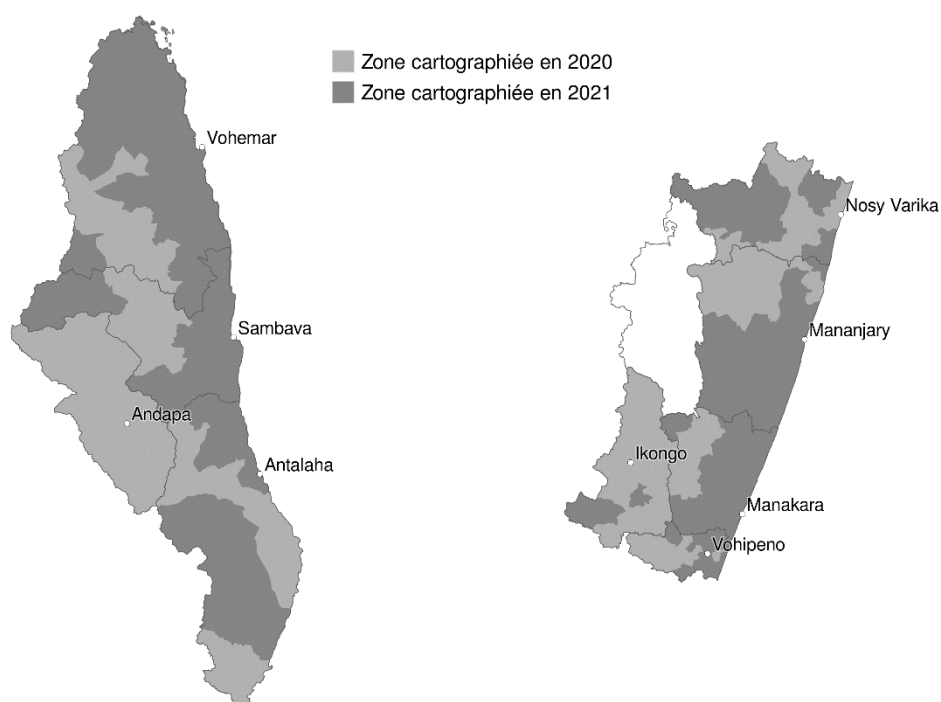 Zone cartographiée en 2020
Zone cartographiée en 2021
Vohemar
Sambava
Andapa
Antalaha
Nosy Varika
Mananjary
Ikongo
Manakara
Vohipeno